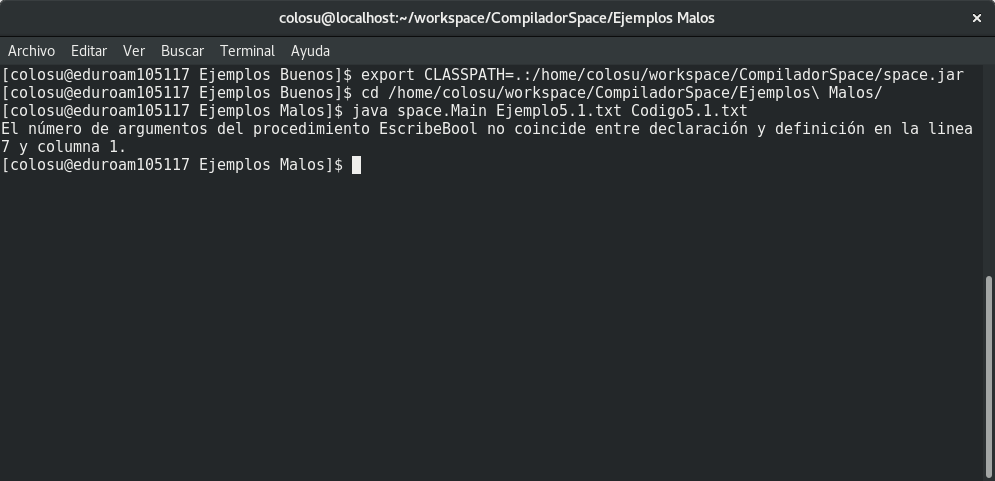 colosu@localhost:~/workspace/CompiladorSpace/Ejemplos Malos ×
Archivo Editar Ver Buscar Terminal Ayuda
[colosu@eduroam105117 Ejemplos Buenos]$ export CLASSPATH=.:/home/colosu/workspace/CompiladorSpace/space.jar
[colosu@eduroam105117 Ejemplos Buenos]$ cd /home/colosu/workspace/CompiladorSpace/Ejemplos\ Malos/
[colosu@eduroam105117 Ejemplos Malos]$ java space.Main Ejemplo5.1.txt Codigo5.1.txt
El número de argumentos del procedimiento EscribeBool no coincide entre declaración y definición en la linea
7 y columna 1.
[colosu@eduroam105117 Ejemplos Malos]$